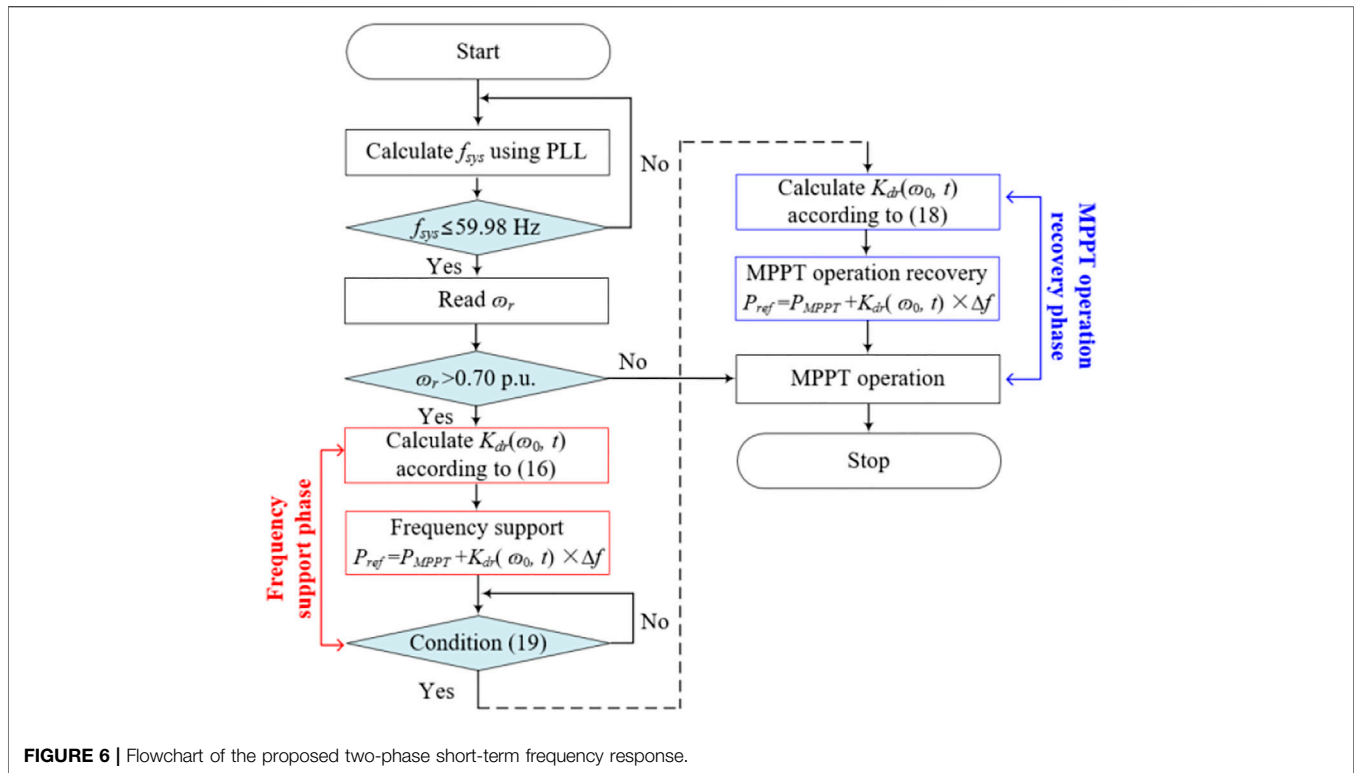 Start
Calculate fsys using PLL
No
fsys≤59.98 Hz
Yes
Read ωr
ωr>0.70 p.u.
No
Yes
Calculate Kdr(ω0, t)
according to (16)
Frequency support
Pref=PMPPT+Kdr( ω0, t) ×Δf
No
Condition (19)
Yes
Frequency
support phase
Calculate Kdr(ω0, t)
according to (18)
MPPT operation recovery
Pref=PMPPT+Kdr( ω0, t) ×Δf
MPPT operation
Stop
MPPT operation
recovery phase
FIGURE 6 | Flowchart of the proposed two-phase short-term frequency response.